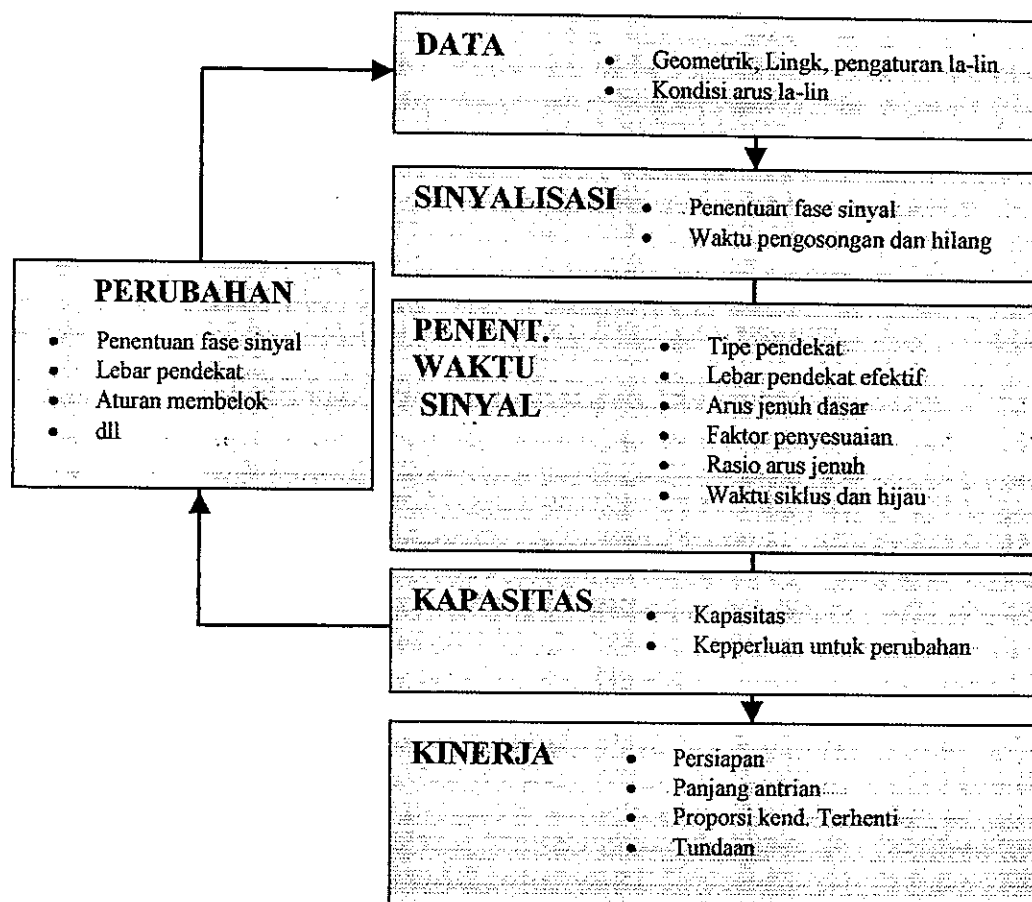 DATA
• Geometrik, Lingk, pengaturan la-lin
• Kondisi arus la-lin
SINYALISASI
• Penentuan fase sinyal
• Waktu pengosongan dan hilang
PERUBAHAN
• Penentuan fase sinyal
• Lebar pendekat
• Aturan membelok
• dll
PENENT.
WAKTU
SINYAL
• Tipe pendekat
• Lebar pendekat efektif
• Arus jenuh dasar
• Faktor penyesuaian
• Rasio arus jenuh
• Waktu siklus dan hijau
KAPASITAS
• Kapasitas
• Kepperluan untuk perubahan
KINERJA
• Persiapan
• Panjang antrian
• Proporsi kend. Terhenti
• Tundaan